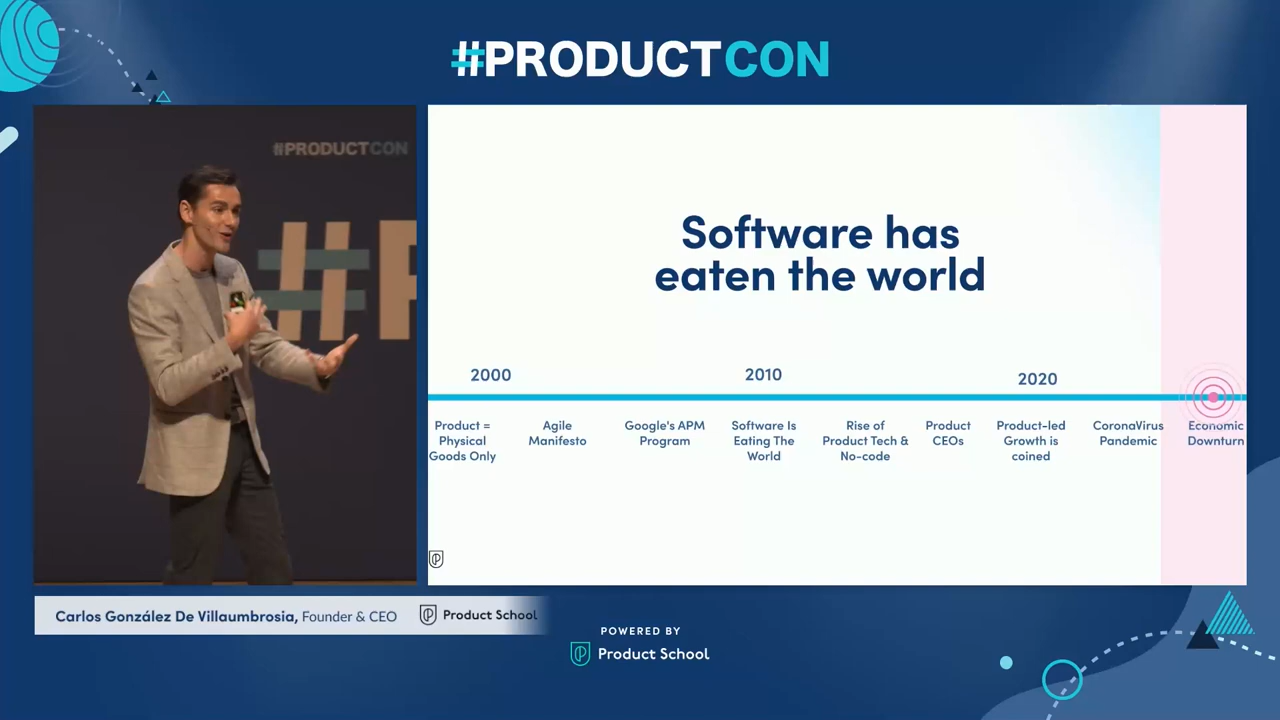 #PRODUCTCON
#PRODUCTCON
#P
Software has
eaten the world
2000
2010
2020
Product =
Physical
Goods Only
Agile
Manifesto
Google's APM
Program
Software Is
Eating The
World
Rise of
Product Tech &
No-code
Product
CEOs
Product-led
Growth is
coined
CoronaVirus
Pandemic
Economic
Downturn
Carlos González De Villaumbrosia, Founder & CEO
Product School
POWERED BY
Product School